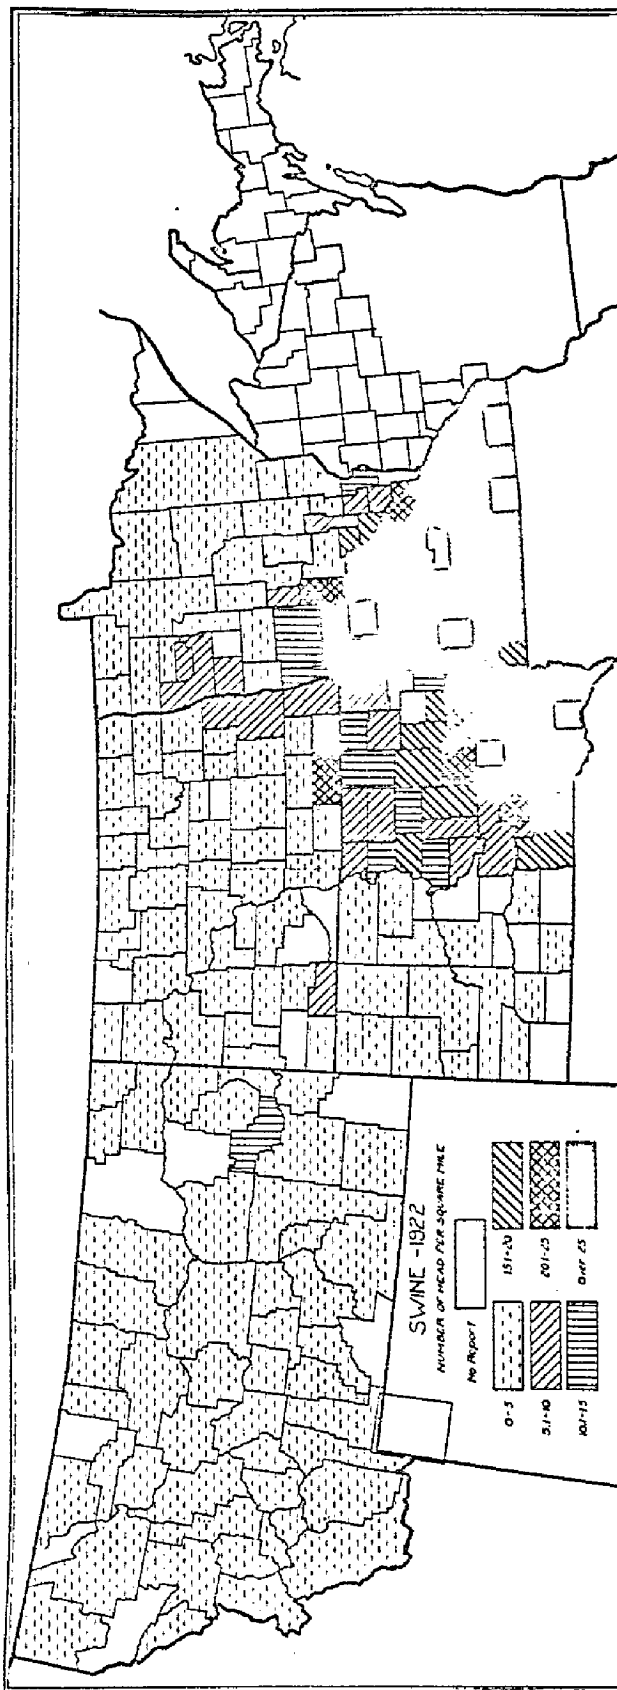 SWINE -1922
NUMBER OF HEAD PER SQUARE MILE
No Report
0-5
5.1-10
10.1-15
15.1-20
20.1-25
Over 25